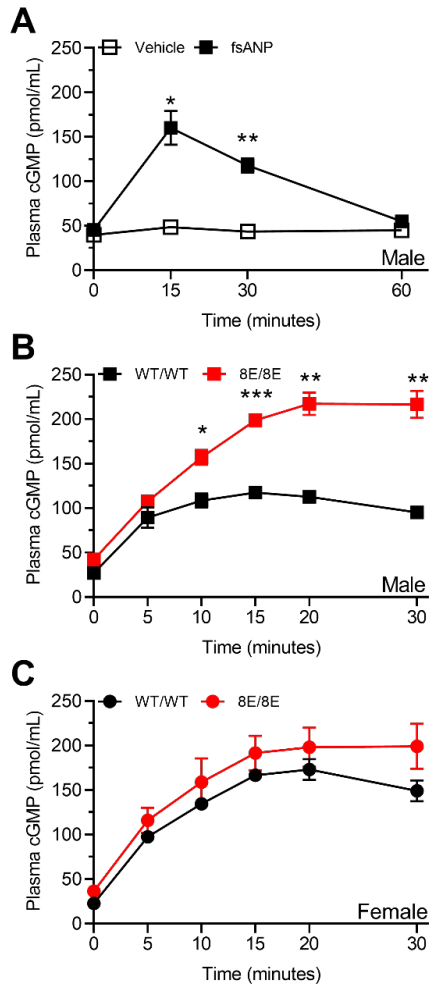 A
Vehicle fsANP
250
200
150
100
50
0
Plasma cGMP (pmol/mL)
*
**
Male
0 15 30 60
Time (minutes)
B
WT/WT 8E/8E
250
200
150
100
50
0
Plasma cGMP (pmol/mL)
*
***
**
**
Male
0 5 10 15 20 30
Time (minutes)
C
WT/WT 8E/8E
250
200
150
100
50
0
Plasma cGMP (pmol/mL)
Female
0 5 10 15 20 30
Time (minutes)